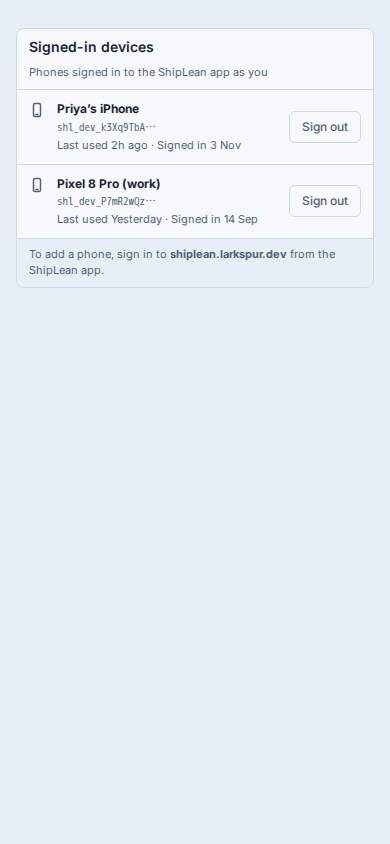 Signed-in devices
Phones signed in to the ShipLean app as you
Priya’s iPhone
shl_dev_k3Xq9TbA···
Last used 2h ago · Signed in 3 Nov
Sign out
Pixel 8 Pro (work)
shl_dev_P7mR2wQz···
Last used Yesterday · Signed in 14 Sep
Sign out
To add a phone, sign in to shiplean.larkspur.dev from the
ShipLean app.